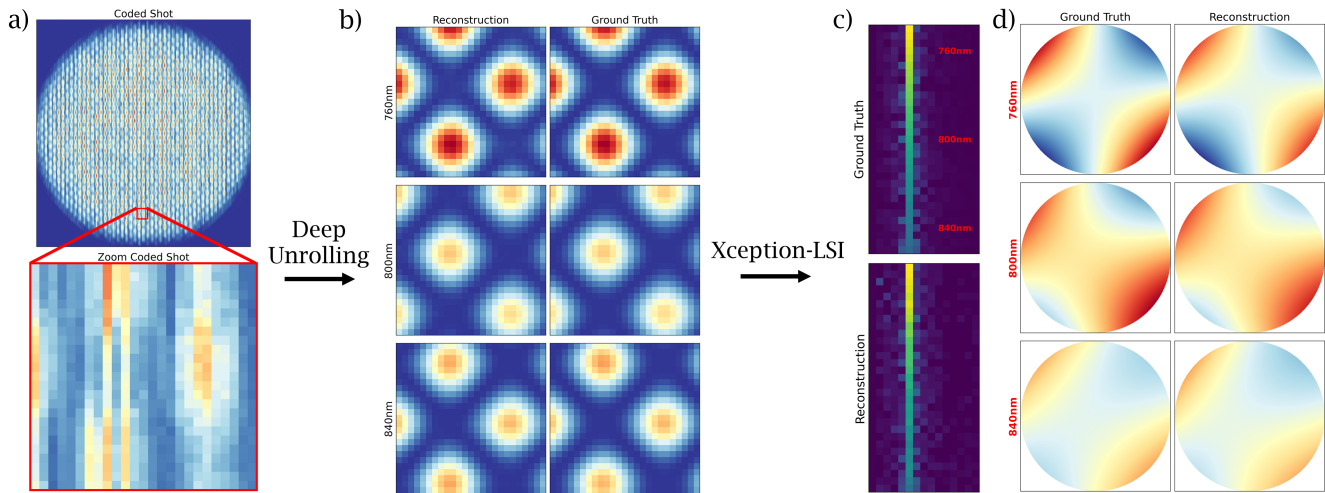 a)
Coded Shot
Zoom Coded Shot
Deep
Unrolling
b)
Reconstruction
Ground Truth
760nm
800nm
840nm
Xception-LSI
c)
Ground Truth
760nm
800nm
840nm
Reconstruction
d)
Ground Truth
Reconstruction
760nm
800nm
840nm